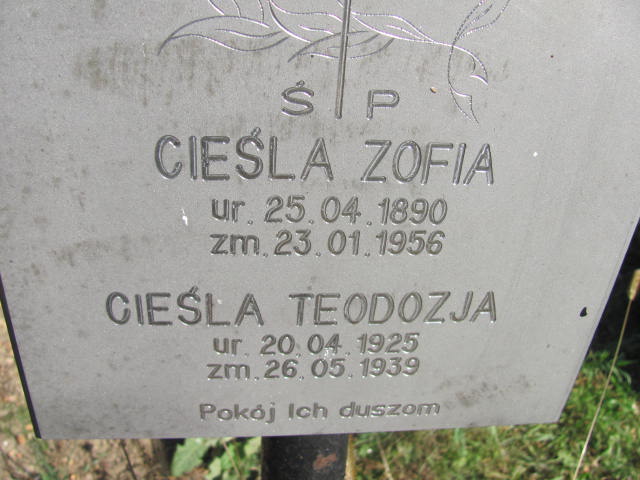 Ś P
CIEŚLA ZOFIA
ur. 25.04.1890
zm. 23.01.1956
CIEŚLA TEODOZJA
ur. 20.04.1925
zm. 26.05.1939
Pokój Ich duszom